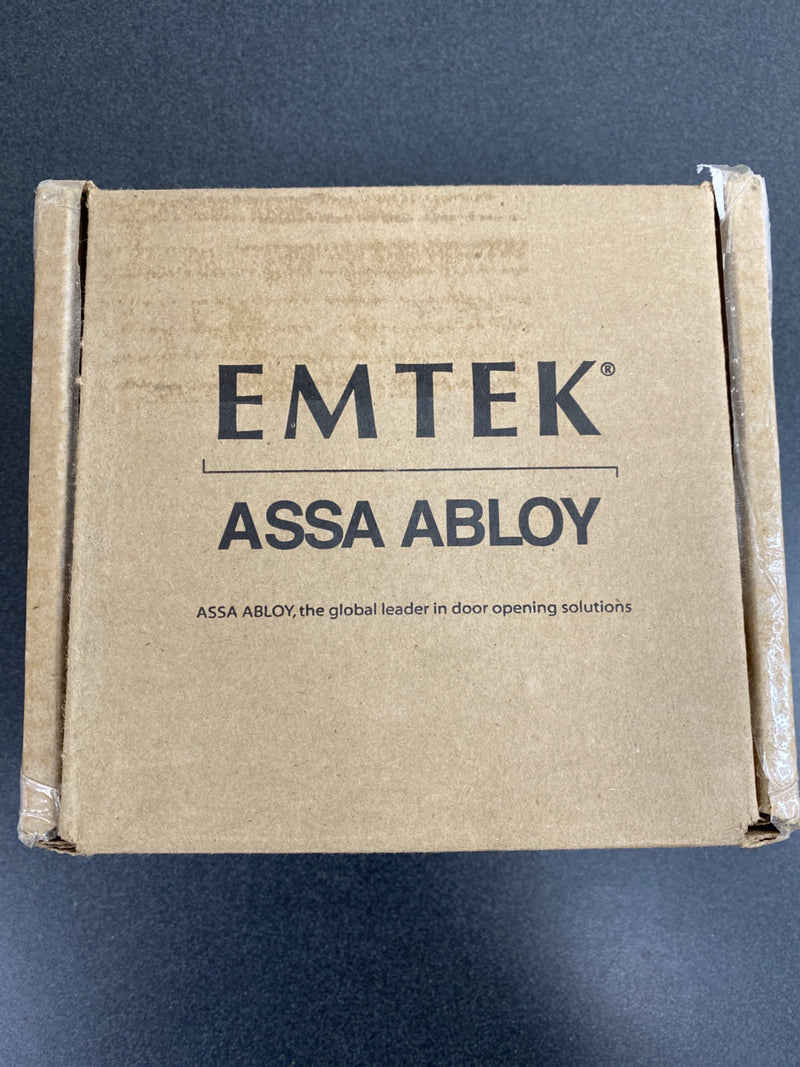 EMTEK®
ASSA ABLOY
ASSA ABLOY, the global leader in door opening solutions